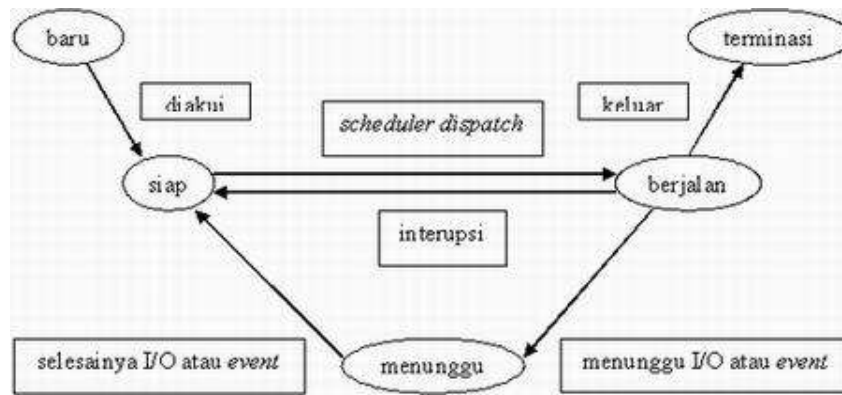 baru
terminasi
diakui
keluar
scheduler dispatch
siap
berjalan
interupsi
selesainya I/O atau event
menunggu
menunggu I/O atau event